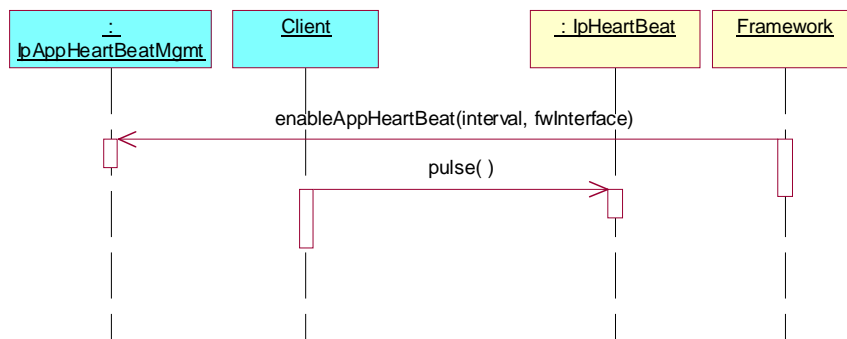 :
IpAppHeartBeatMgmt
Client
: IpHeartBeat
Framework
enableAppHeartBeat(interval, fwInterface)
pulse( )